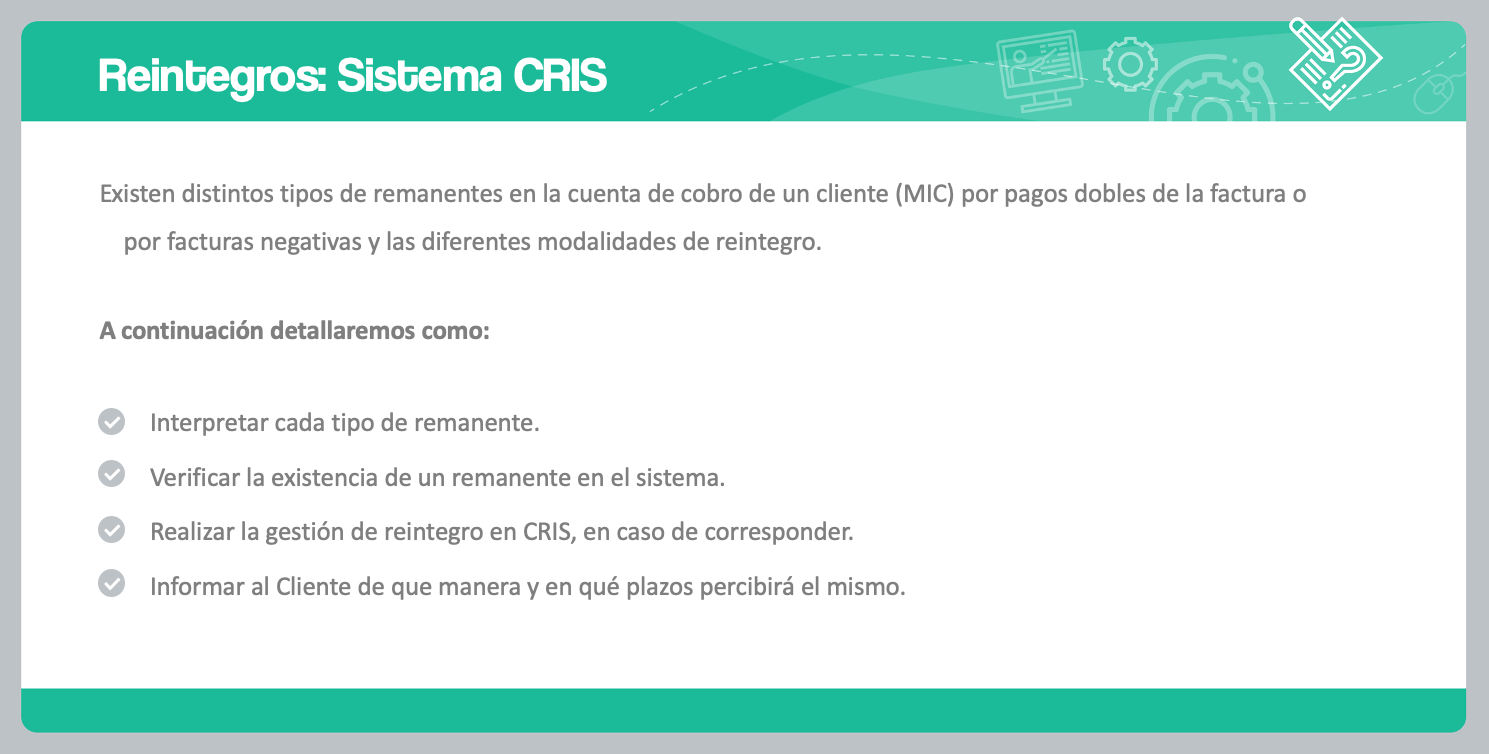 Reintegros: Sistema CRIS
Existen distintos tipos de remanentes en la cuenta de cobro de un cliente (MIC) por pagos dobles de la factura o
por facturas negativas y las diferentes modalidades de reintegro.
A continuación detallaremos como:
Interpretar cada tipo de remanente.
Verificar la existencia de un remanente en el sistema.
Realizar la gestión de reintegro en CRIS, en caso de corresponder.
Informar al Cliente de que manera y en qué plazos percibirá el mismo.